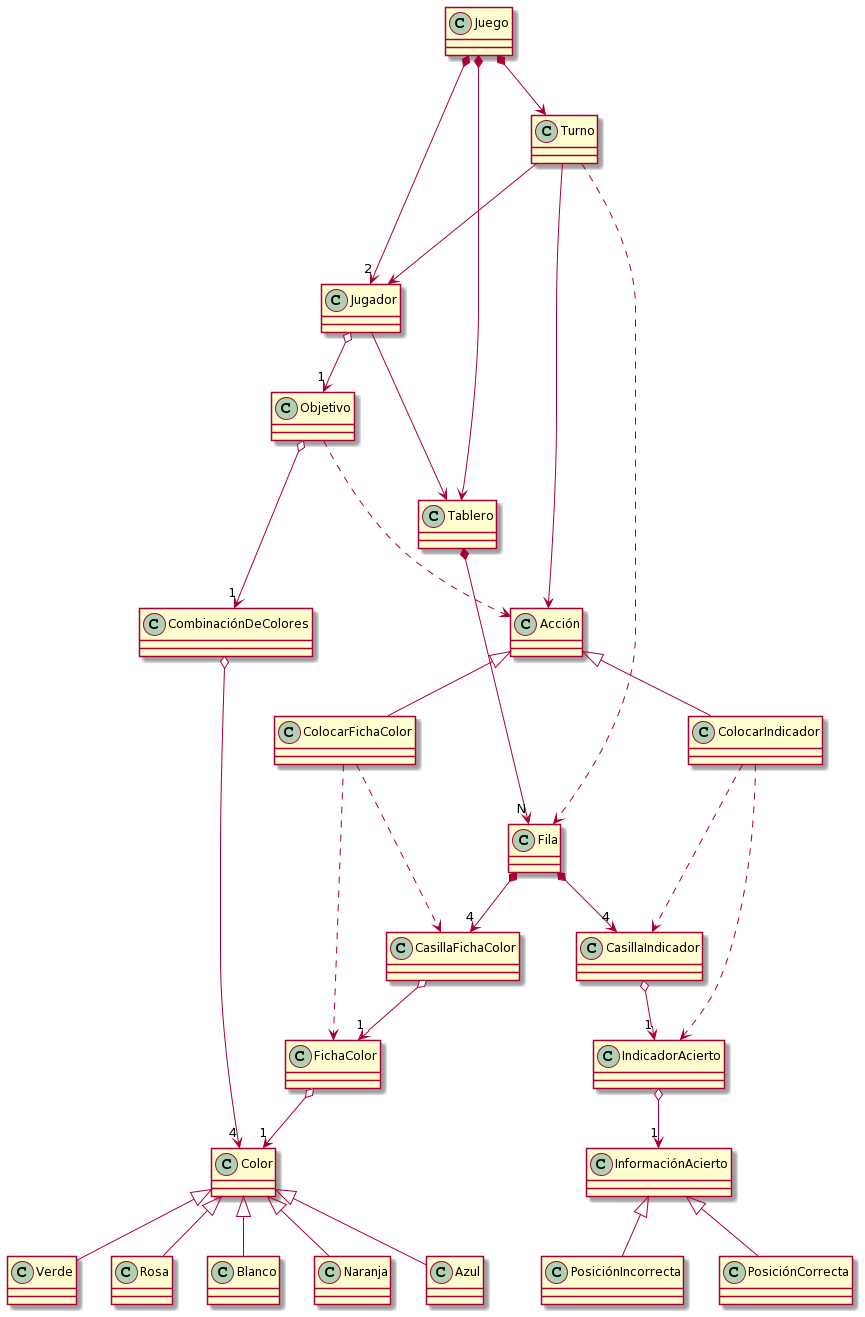 C Juego
C Turno
2
C Jugador
1
C Objetivo
C Tablero
1
C CombinaciónDeColores
C Acción
C ColocarFichaColor
C ColocarIndicador
N
C Fila
4
4
C CasillaFichaColor
C CasillaIndicador
1
1
C FichaColor
C IndicadorAcierto
4
1
1
C Color
C InformaciónAcierto
C Verde
C Rosa
C Blanco
C Naranja
C Azul
C PosiciónIncorrecta
C PosiciónCorrecta